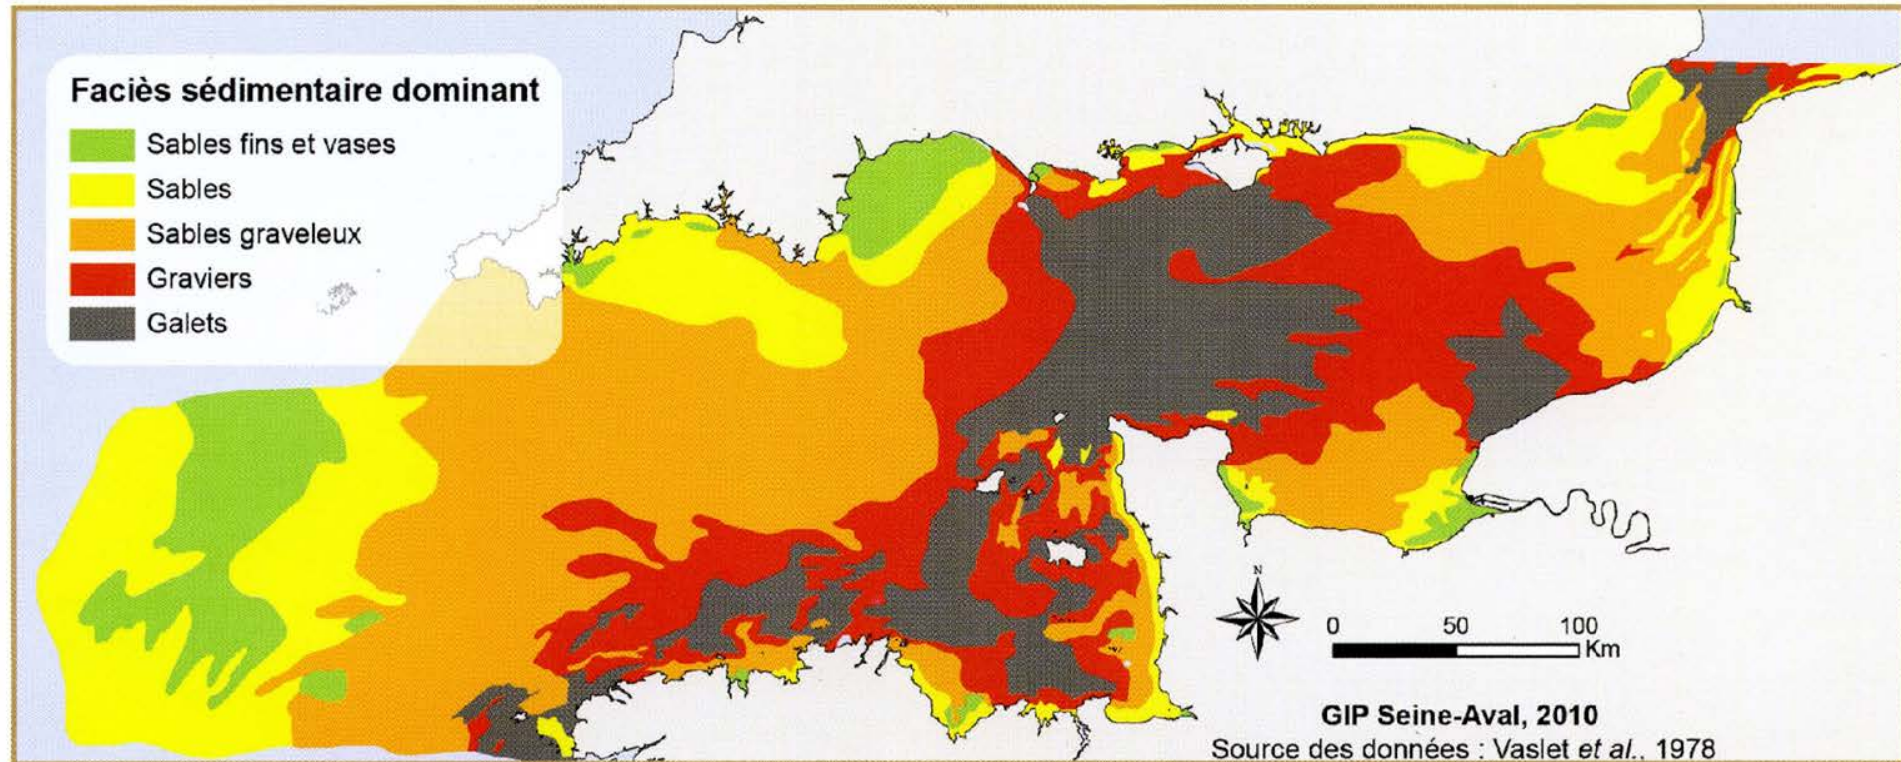 Faciès sédimentaire dominant
Sables fins et vases
Sables
Sables graveleux
Graviers
Galets
N
0 50 100
Km
GIP Seine-Aval, 2010
Source des données : Vaslet et al., 1978